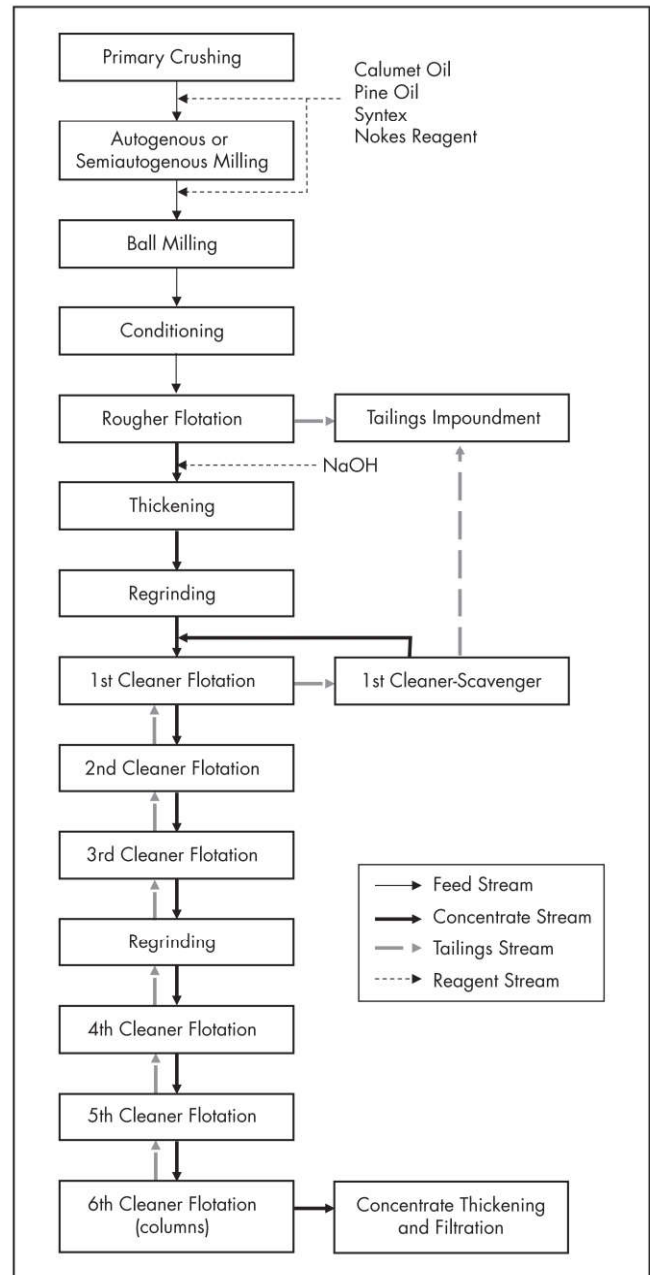 Primary Crushing
Calumet Oil
Pine Oil
Syntex
Nokes Reagent
Autogenous or
Semiautogenous Milling
Ball Milling
Conditioning
Rougher Flotation
Tailings Impoundment
NaOH
Thickening
Regrinding
1st Cleaner Flotation
1st Cleaner-Scavenger
2nd Cleaner Flotation
3rd Cleaner Flotation
Regrinding
4th Cleaner Flotation
5th Cleaner Flotation
6th Cleaner Flotation
(columns)
Concentrate Thickening
and Filtration
Feed Stream
Concentrate Stream
Tailings Stream
Reagent Stream